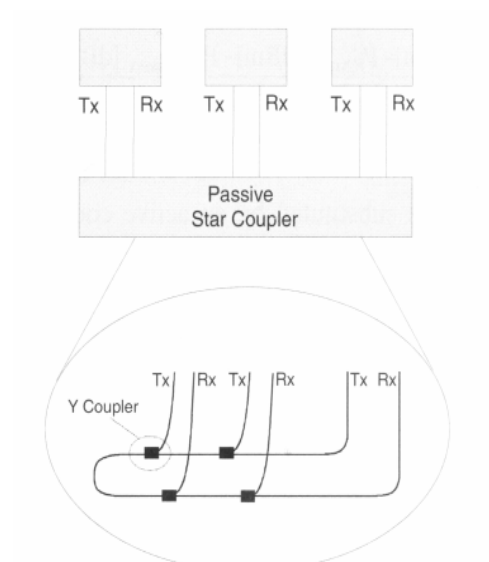 Tx Rx Tx Rx Tx Rx
Passive
Star Coupler
Tx Rx Tx Rx Tx Rx
Y Coupler